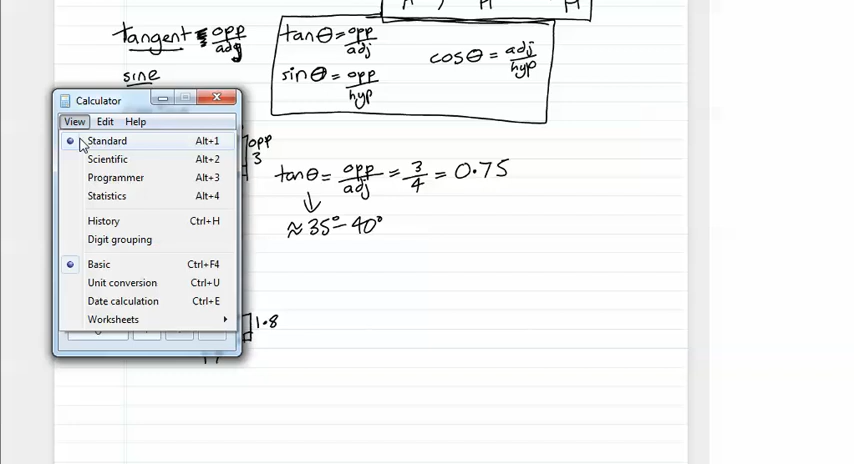 tangent = opp/adj
sine
tanθ = opp/adj
sinθ = opp/hyp
cosθ = adj/hyp
Calculator
View Edit Help
Standard Alt+1
Scientific Alt+2
Programmer Alt+3
Statistics Alt+4
History Ctrl+H
Digit grouping
Basic Ctrl+F4
Unit conversion Ctrl+U
Date calculation Ctrl+E
Worksheets
opp
3
tanθ = opp/adj = 3/4 = 0.75
≈ 35° – 40°
1.8